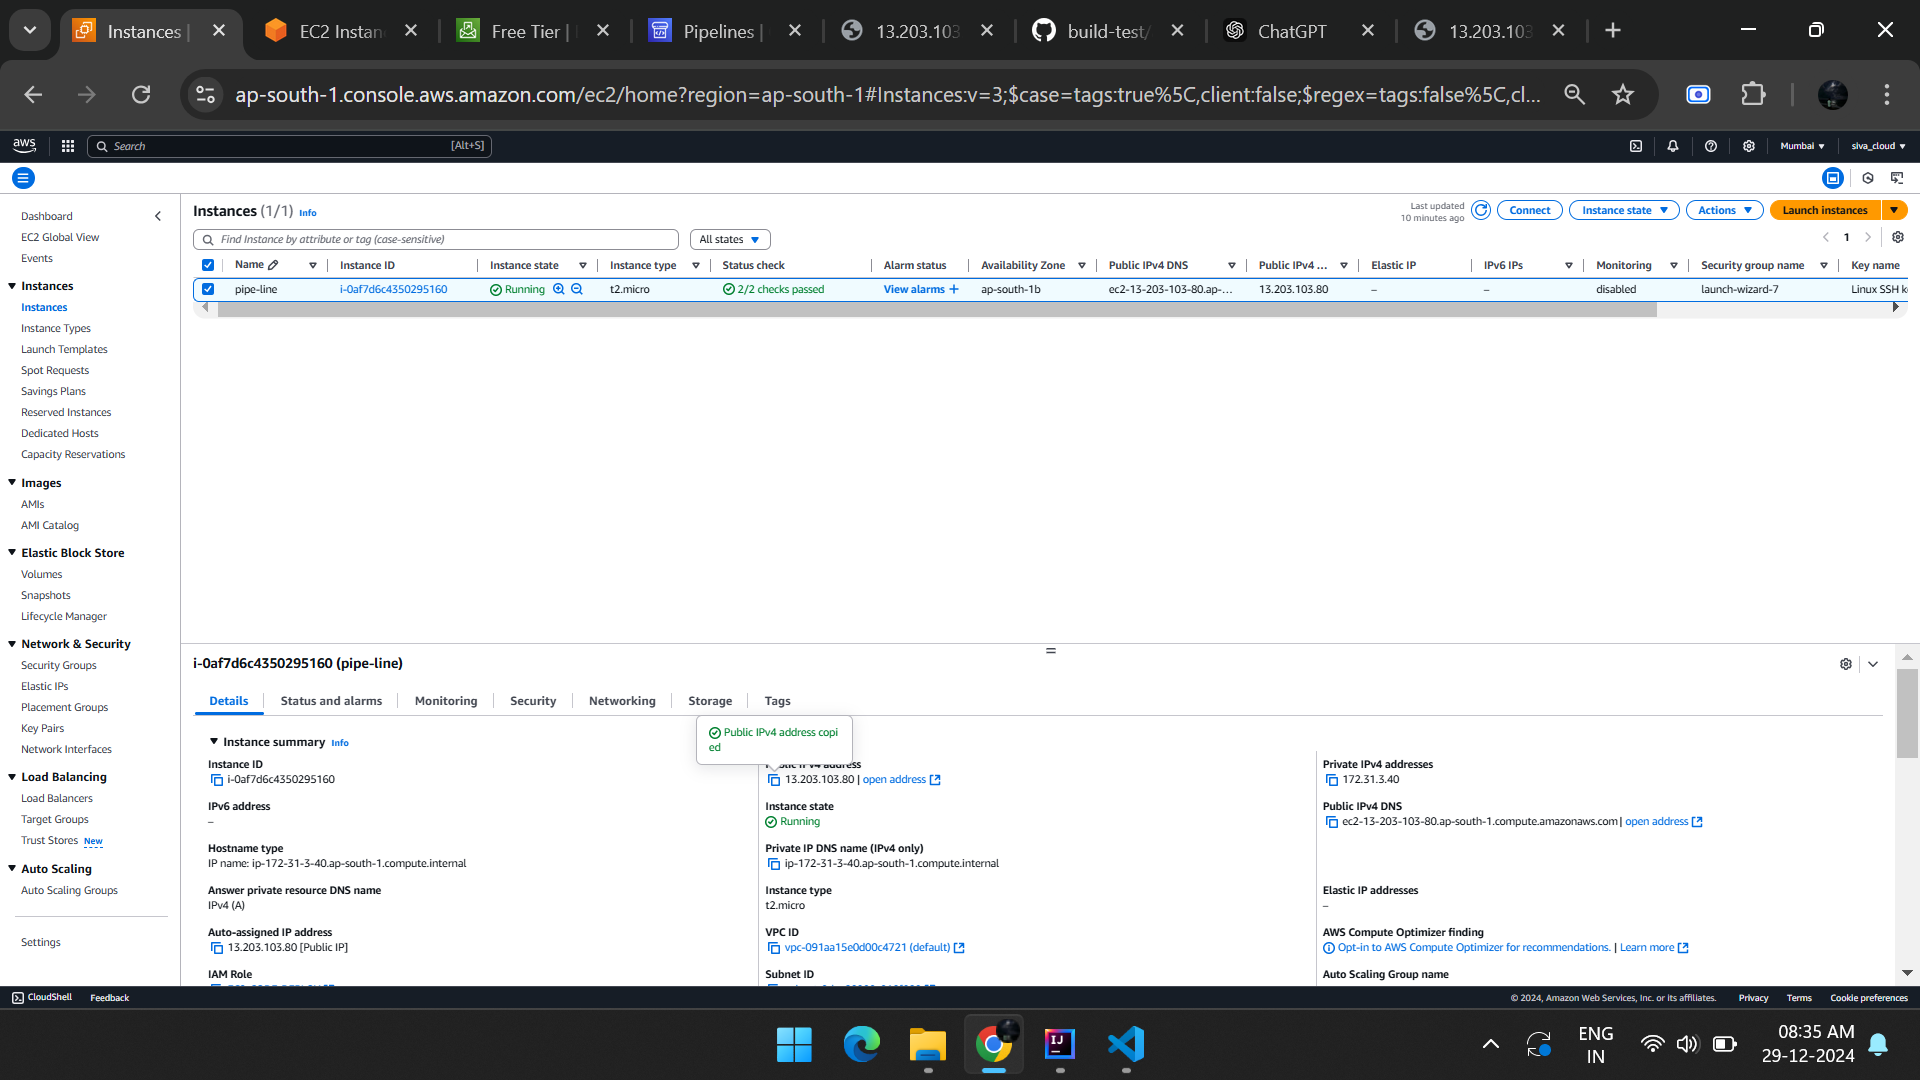 Instances |
EC2 Instan
Free Tier |
Pipelines |
13.203.103
build-test/
ChatGPT
13.203.103
ap-south-1.console.aws.amazon.com/ec2/home?region=ap-south-1#Instances:v=3;$case=tags:true%5C,client:false;$regex=tags:false%5C,cl...
aws
Search
[Alt+S]
Mumbai
siva_cloud
Dashboard
EC2 Global View
Events
Instances
Instances
Instance Types
Launch Templates
Spot Requests
Savings Plans
Reserved Instances
Dedicated Hosts
Capacity Reservations
Images
AMIs
AMI Catalog
Elastic Block Store
Volumes
Snapshots
Lifecycle Manager
Network & Security
Security Groups
Elastic IPs
Placement Groups
Key Pairs
Network Interfaces
Load Balancing
Load Balancers
Target Groups
Trust Stores New
Auto Scaling
Auto Scaling Groups
Settings
Instances (1/1) Info
Last updated
10 minutes ago
Connect
Instance state
Actions
Launch instances
Find Instance by attribute or tag (case-sensitive)
All states
1
Name Instance ID Instance state Instance type Status check Alarm status Availability Zone Public IPv4 DNS Public IPv4 ... Elastic IP IPv6 IPs Monitoring Security group name Key name
pipe-line i-0af7d6c4350295160 Running t2.micro 2/2 checks passed View alarms + ap-south-1b ec2-13-203-103-80.ap-... 13.203.103.80 – – disabled launch-wizard-7 Linux SSH k
i-0af7d6c4350295160 (pipe-line)
Details Status and alarms Monitoring Security Networking Storage Tags
Public IPv4 address copi
ed
Instance summary Info
Instance ID
i-0af7d6c4350295160
IPv6 address
–
Hostname type
IP name: ip-172-31-3-40.ap-south-1.compute.internal
Answer private resource DNS name
IPv4 (A)
Auto-assigned IP address
13.203.103.80 [Public IP]
IAM Role
Public IPv4 address
13.203.103.80 | open address
Instance state
Running
Private IP DNS name (IPv4 only)
ip-172-31-3-40.ap-south-1.compute.internal
Instance type
t2.micro
VPC ID
vpc-091aa15e0d00c4721 (default)
Subnet ID
Private IPv4 addresses
172.31.3.40
Public IPv4 DNS
ec2-13-203-103-80.ap-south-1.compute.amazonaws.com | open address
Elastic IP addresses
–
AWS Compute Optimizer finding
Opt-in to AWS Compute Optimizer for recommendations. | Learn more
Auto Scaling Group name
CloudShell Feedback
© 2024, Amazon Web Services, Inc. or its affiliates. Privacy Terms Cookie preferences
IJ
ENG
IN
08:35 AM
29-12-2024